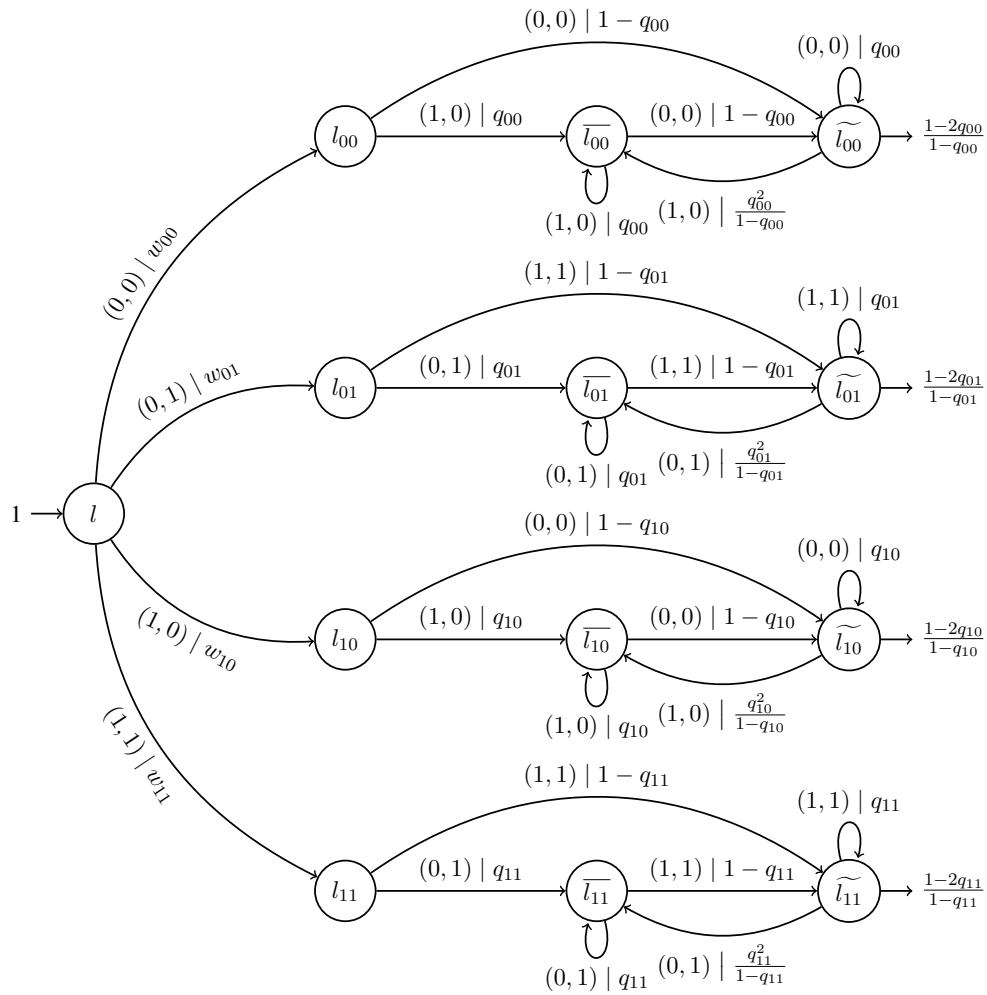 (0, 0) | 1 − q₀₀
(0, 0) | q₀₀
(1, 0) | q₀₀
(0, 0) | 1 − q₀₀
l₀₀
l̅₀₀
l̃₀₀
(1−2q₀₀)/(1−q₀₀)
(1, 0) | q₀₀
(1, 0) | q₀₀²/(1−q₀₀)
(0, 0) | w₀₀
(1, 1) | 1 − q₀₁
(1, 1) | q₀₁
(0, 1) | q₀₁
(1, 1) | 1 − q₀₁
(0, 1) | w₀₁
l₀₁
l̅₀₁
l̃₀₁
(1−2q₀₁)/(1−q₀₁)
(0, 1) | q₀₁
(0, 1) | q₀₁²/(1−q₀₁)
1
l
(0, 0) | 1 − q₁₀
(0, 0) | q₁₀
(1, 0) | w₁₀
(1, 0) | q₁₀
(0, 0) | 1 − q₁₀
l₁₀
l̅₁₀
l̃₁₀
(1−2q₁₀)/(1−q₁₀)
(1, 0) | q₁₀
(1, 0) | q₁₀²/(1−q₁₀)
(1, 1) | w₁₁
(1, 1) | 1 − q₁₁
(1, 1) | q₁₁
(0, 1) | q₁₁
(1, 1) | 1 − q₁₁
l₁₁
l̅₁₁
l̃₁₁
(1−2q₁₁)/(1−q₁₁)
(0, 1) | q₁₁
(0, 1) | q₁₁²/(1−q₁₁)